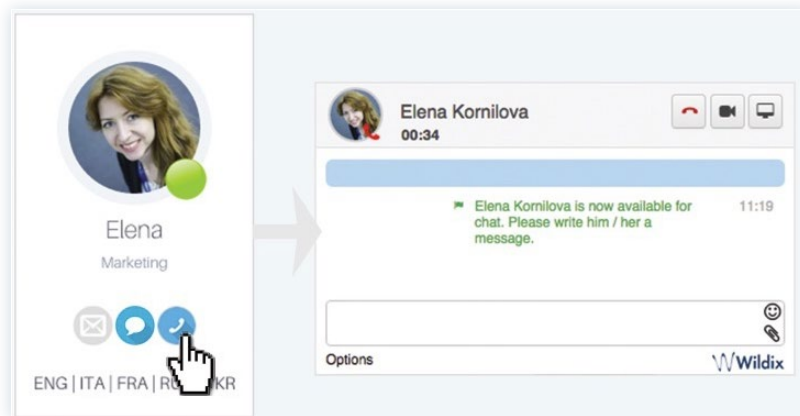 Elena
Marketing
ENG | ITA | FRA | KR
Elena Kornilova
00:34
Elena Kornilova is now available for
chat. Please write him / her a
message.
11:19
Options
Wildix